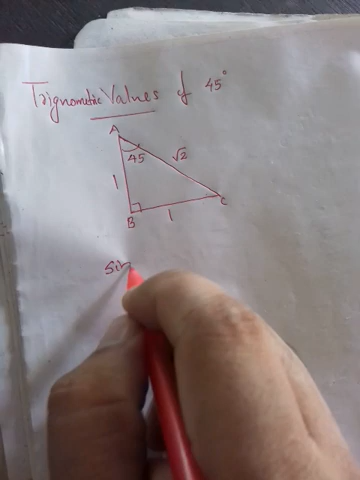 Trignometric Values of 45°
A
45 √2
1
C
B 1
Sin